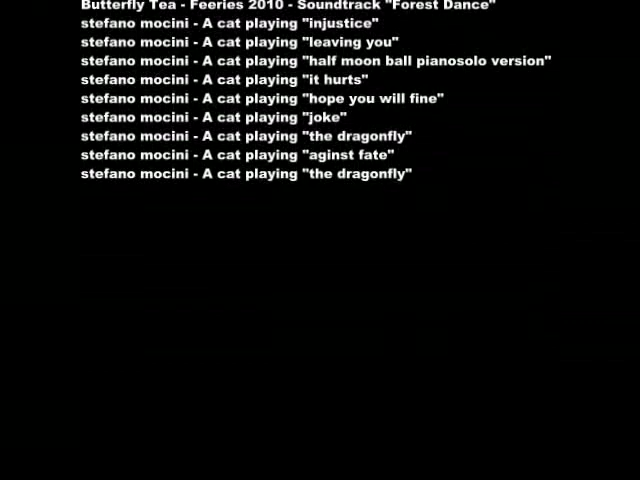 Butterfly Tea - Feeries 2010 - Soundtrack "Forest Dance"
stefano mocini - A cat playing "injustice"
stefano mocini - A cat playing "leaving you"
stefano mocini - A cat playing "half moon ball pianosolo version"
stefano mocini - A cat playing "it hurts"
stefano mocini - A cat playing "hope you will fine"
stefano mocini - A cat playing "joke"
stefano mocini - A cat playing "the dragonfly"
stefano mocini - A cat playing "aginst fate"
stefano mocini - A cat playing "the dragonfly"